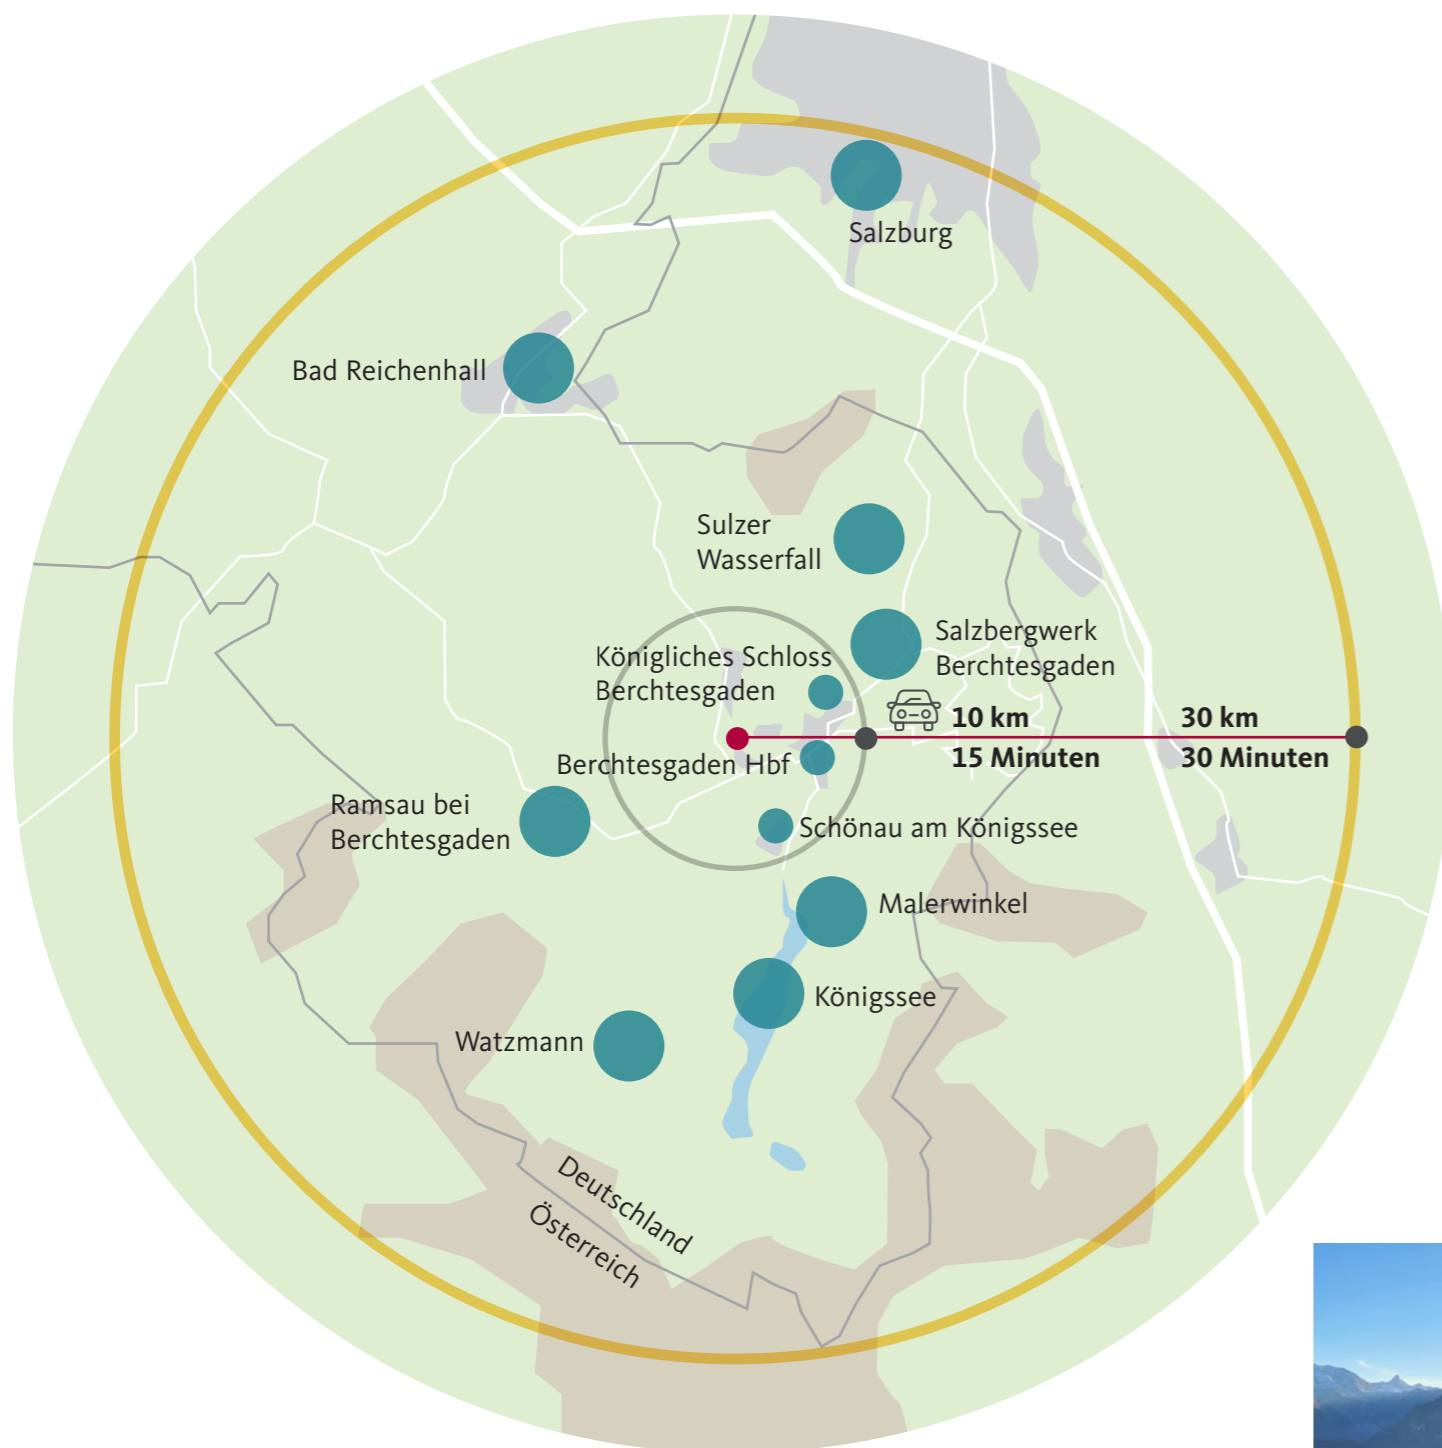 Salzburg
Bad Reichenhall
Sulzer
Wasserfall
Salzbergwerk
Berchtesgaden
Königliches Schloss
Berchtesgaden
10 km
30 km
15 Minuten
30 Minuten
Berchtesgaden Hbf
Ramsau bei
Berchtesgaden
Schönau am Königssee
Malerwinkel
Königssee
Watzmann
Deutschland
Österreich